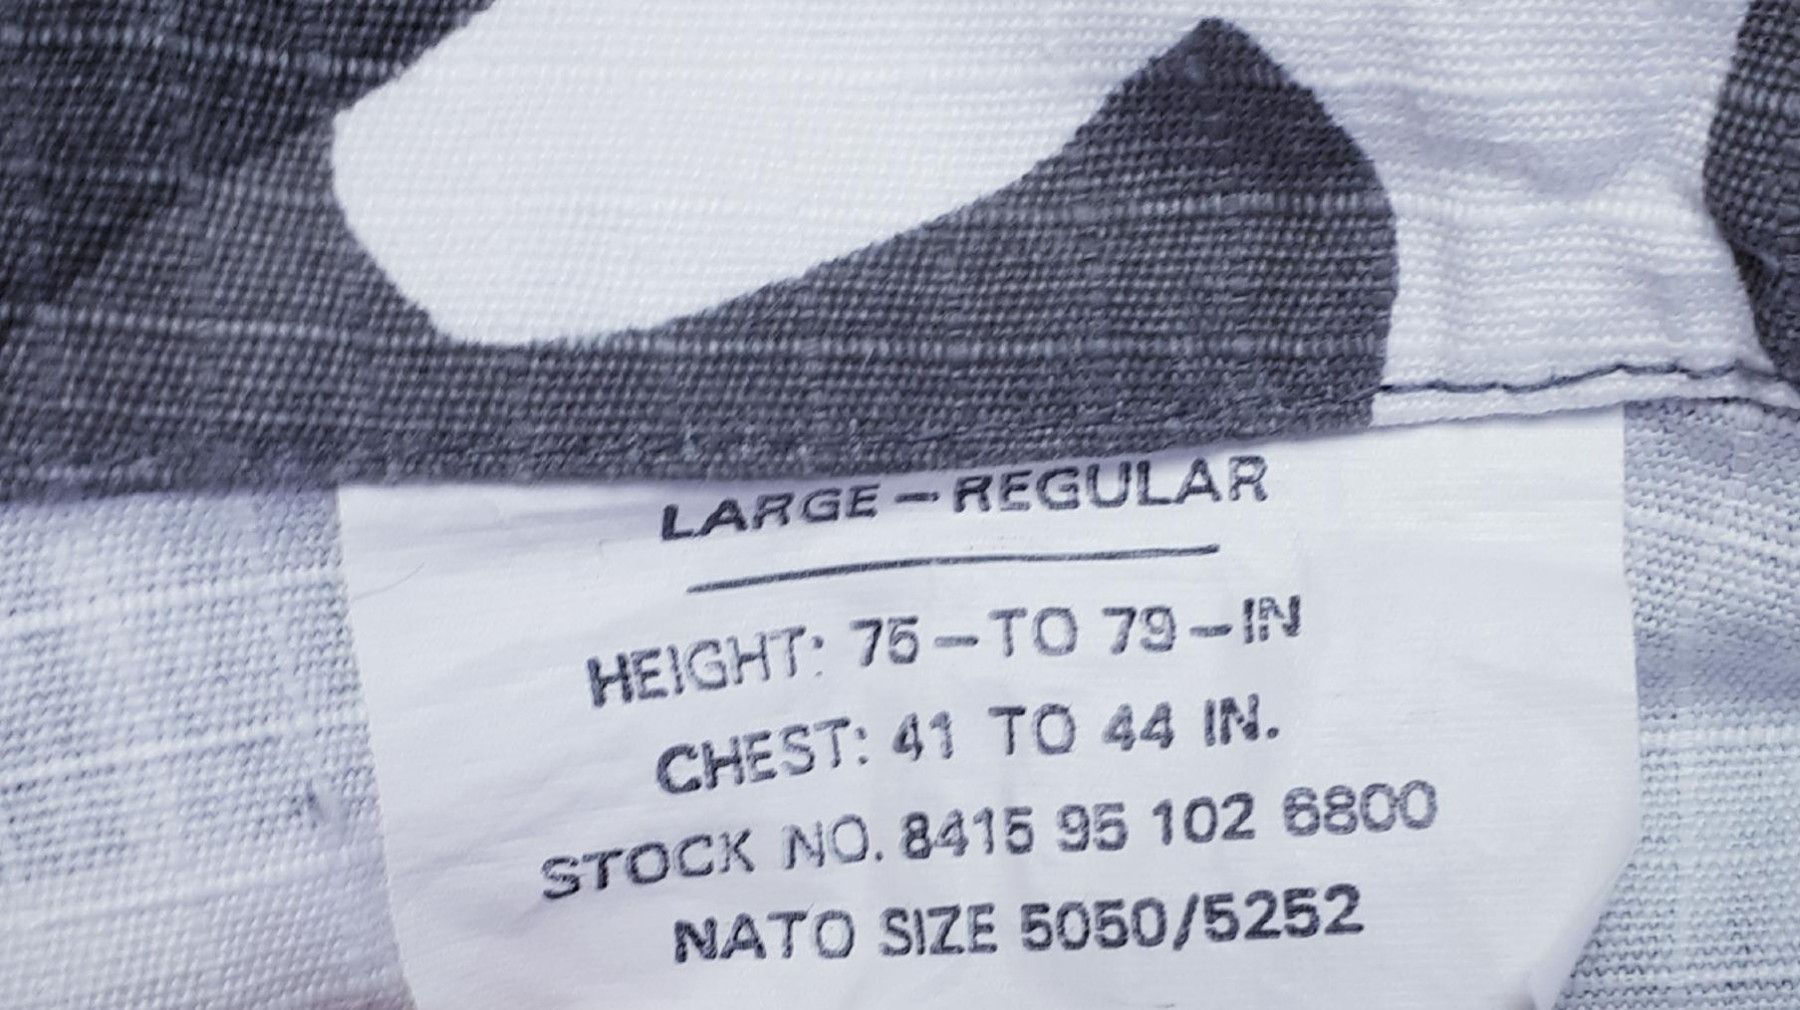 LARGE – REGULAR
HEIGHT: 75 – TO 79 – IN
CHEST: 41 TO 44 IN.
STOCK NO. 8415 95 102 6800
NATO SIZE 5050/5252